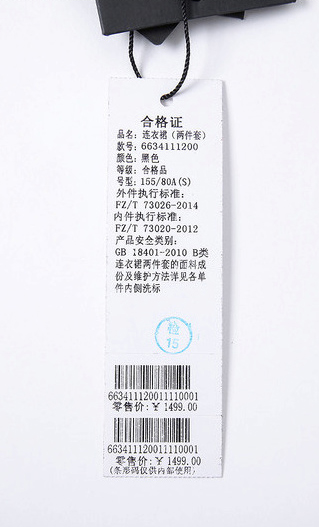 合格证
品名：连衣裙（两件套）
款号：6634111200
颜色：黑色
等级：合格品
号型：155/80A(S)
外件执行标准：
FZ/T 73026-2014
内件执行标准：
FZ/T 73020-2012
产品安全类别：
GB 18401-2010 B类
连衣裙两件套的面料成
份及维护方法详见各单
件内侧洗标
检
15
663411120011110001
零售价：￥ 1499.00
663411120011110001
零售价：￥ 1499.00
(条形码仅供内部使用)